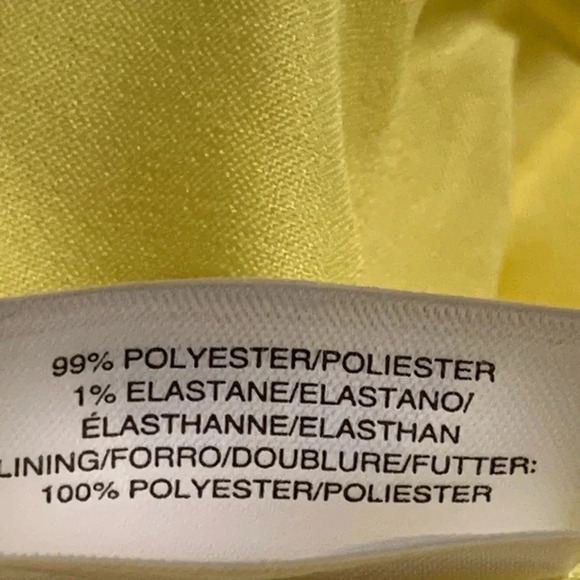 99% POLYESTER/POLIESTER
1% ELASTANE/ELASTANO/
ÉLASTHANNE/ELASTHAN
LINING/FORRO/DOUBLURE/FUTTER:
100% POLYESTER/POLIESTER